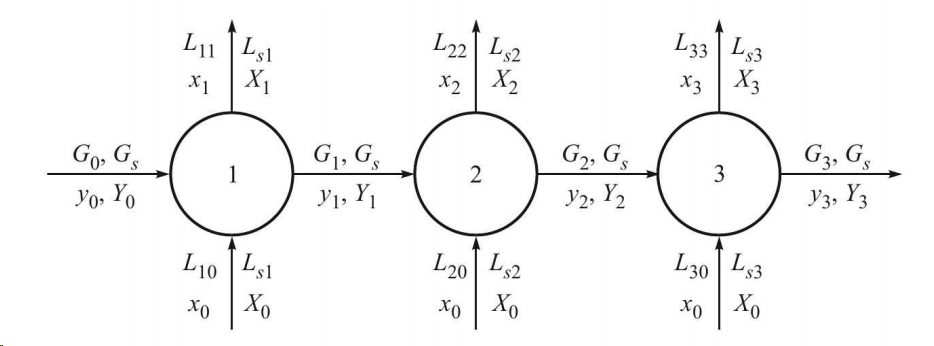 L₁₁ Lₛ₁ L₂₂ Lₛ₂ L₃₃ Lₛ₃
x₁ X₁ x₂ X₂ x₃ X₃
G₀, Gₛ 1 G₁, Gₛ 2 G₂, Gₛ 3 G₃, Gₛ
y₀, Y₀ y₁, Y₁ y₂, Y₂ y₃, Y₃
L₁₀ Lₛ₁ L₂₀ Lₛ₂ L₃₀ Lₛ₃
x₀ X₀ x₀ X₀ x₀ X₀